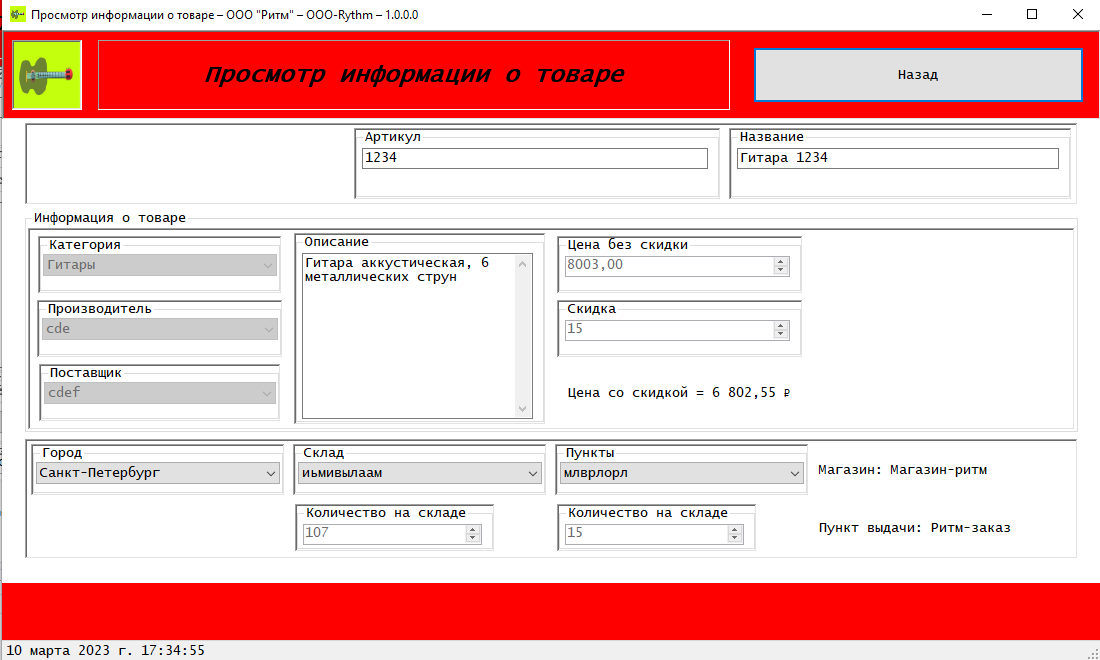 Просмотр информации о товаре – ООО "Ритм" – OOO-Rythm – 1.0.0.0
Просмотр информации о товаре
Назад
Артикул
1234
Название
Гитара 1234
Информация о товаре
Категория
Гитары
Производитель
cde
Поставщик
cdef
Описание
Гитара аккустическая, 6
металлических струн
Цена без скидки
8003,00
Скидка
15
Цена со скидкой = 6 802,55 ₽
Город
Санкт-Петербург
Склад
иьмивылаам
Пункты
млврлорл
Магазин: Магазин-ритм
Количество на складе
107
Количество на складе
15
Пункт выдачи: Ритм-заказ
10 марта 2023 г. 17:34:55